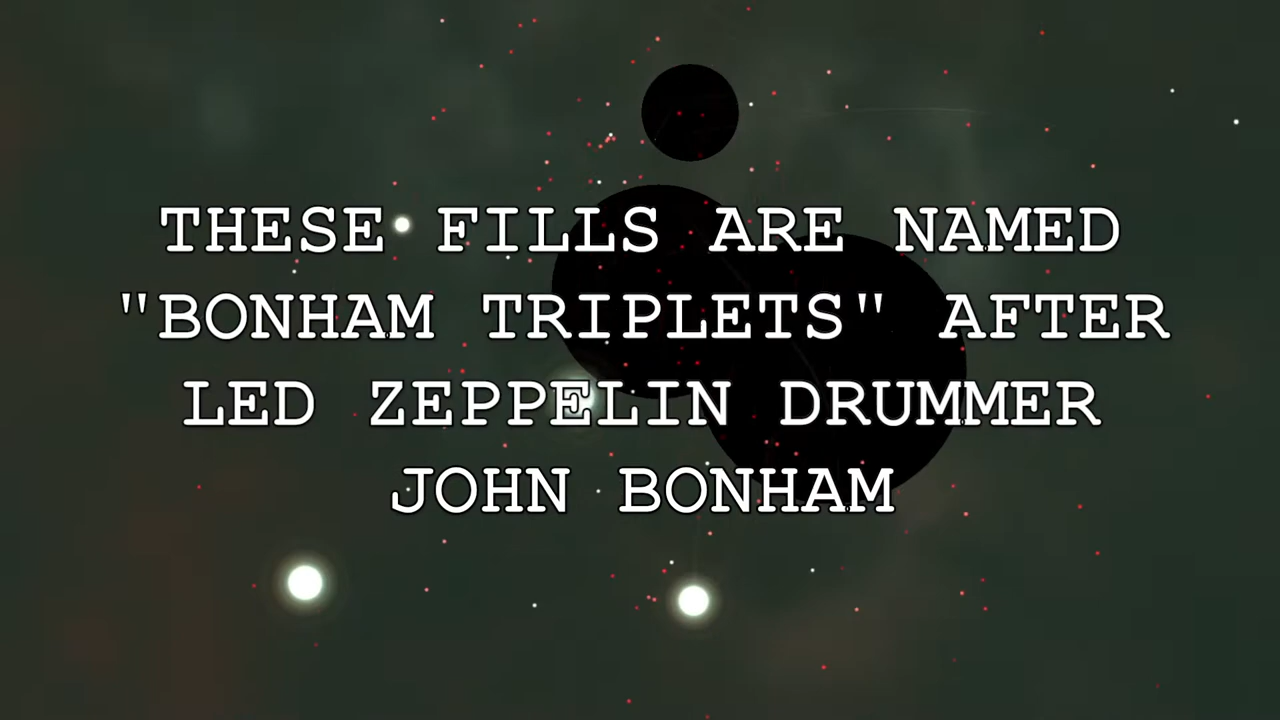 THESE FILLS ARE NAMED
"BONHAM TRIPLETS" AFTER
LED ZEPPELIN DRUMMER
JOHN BONHAM